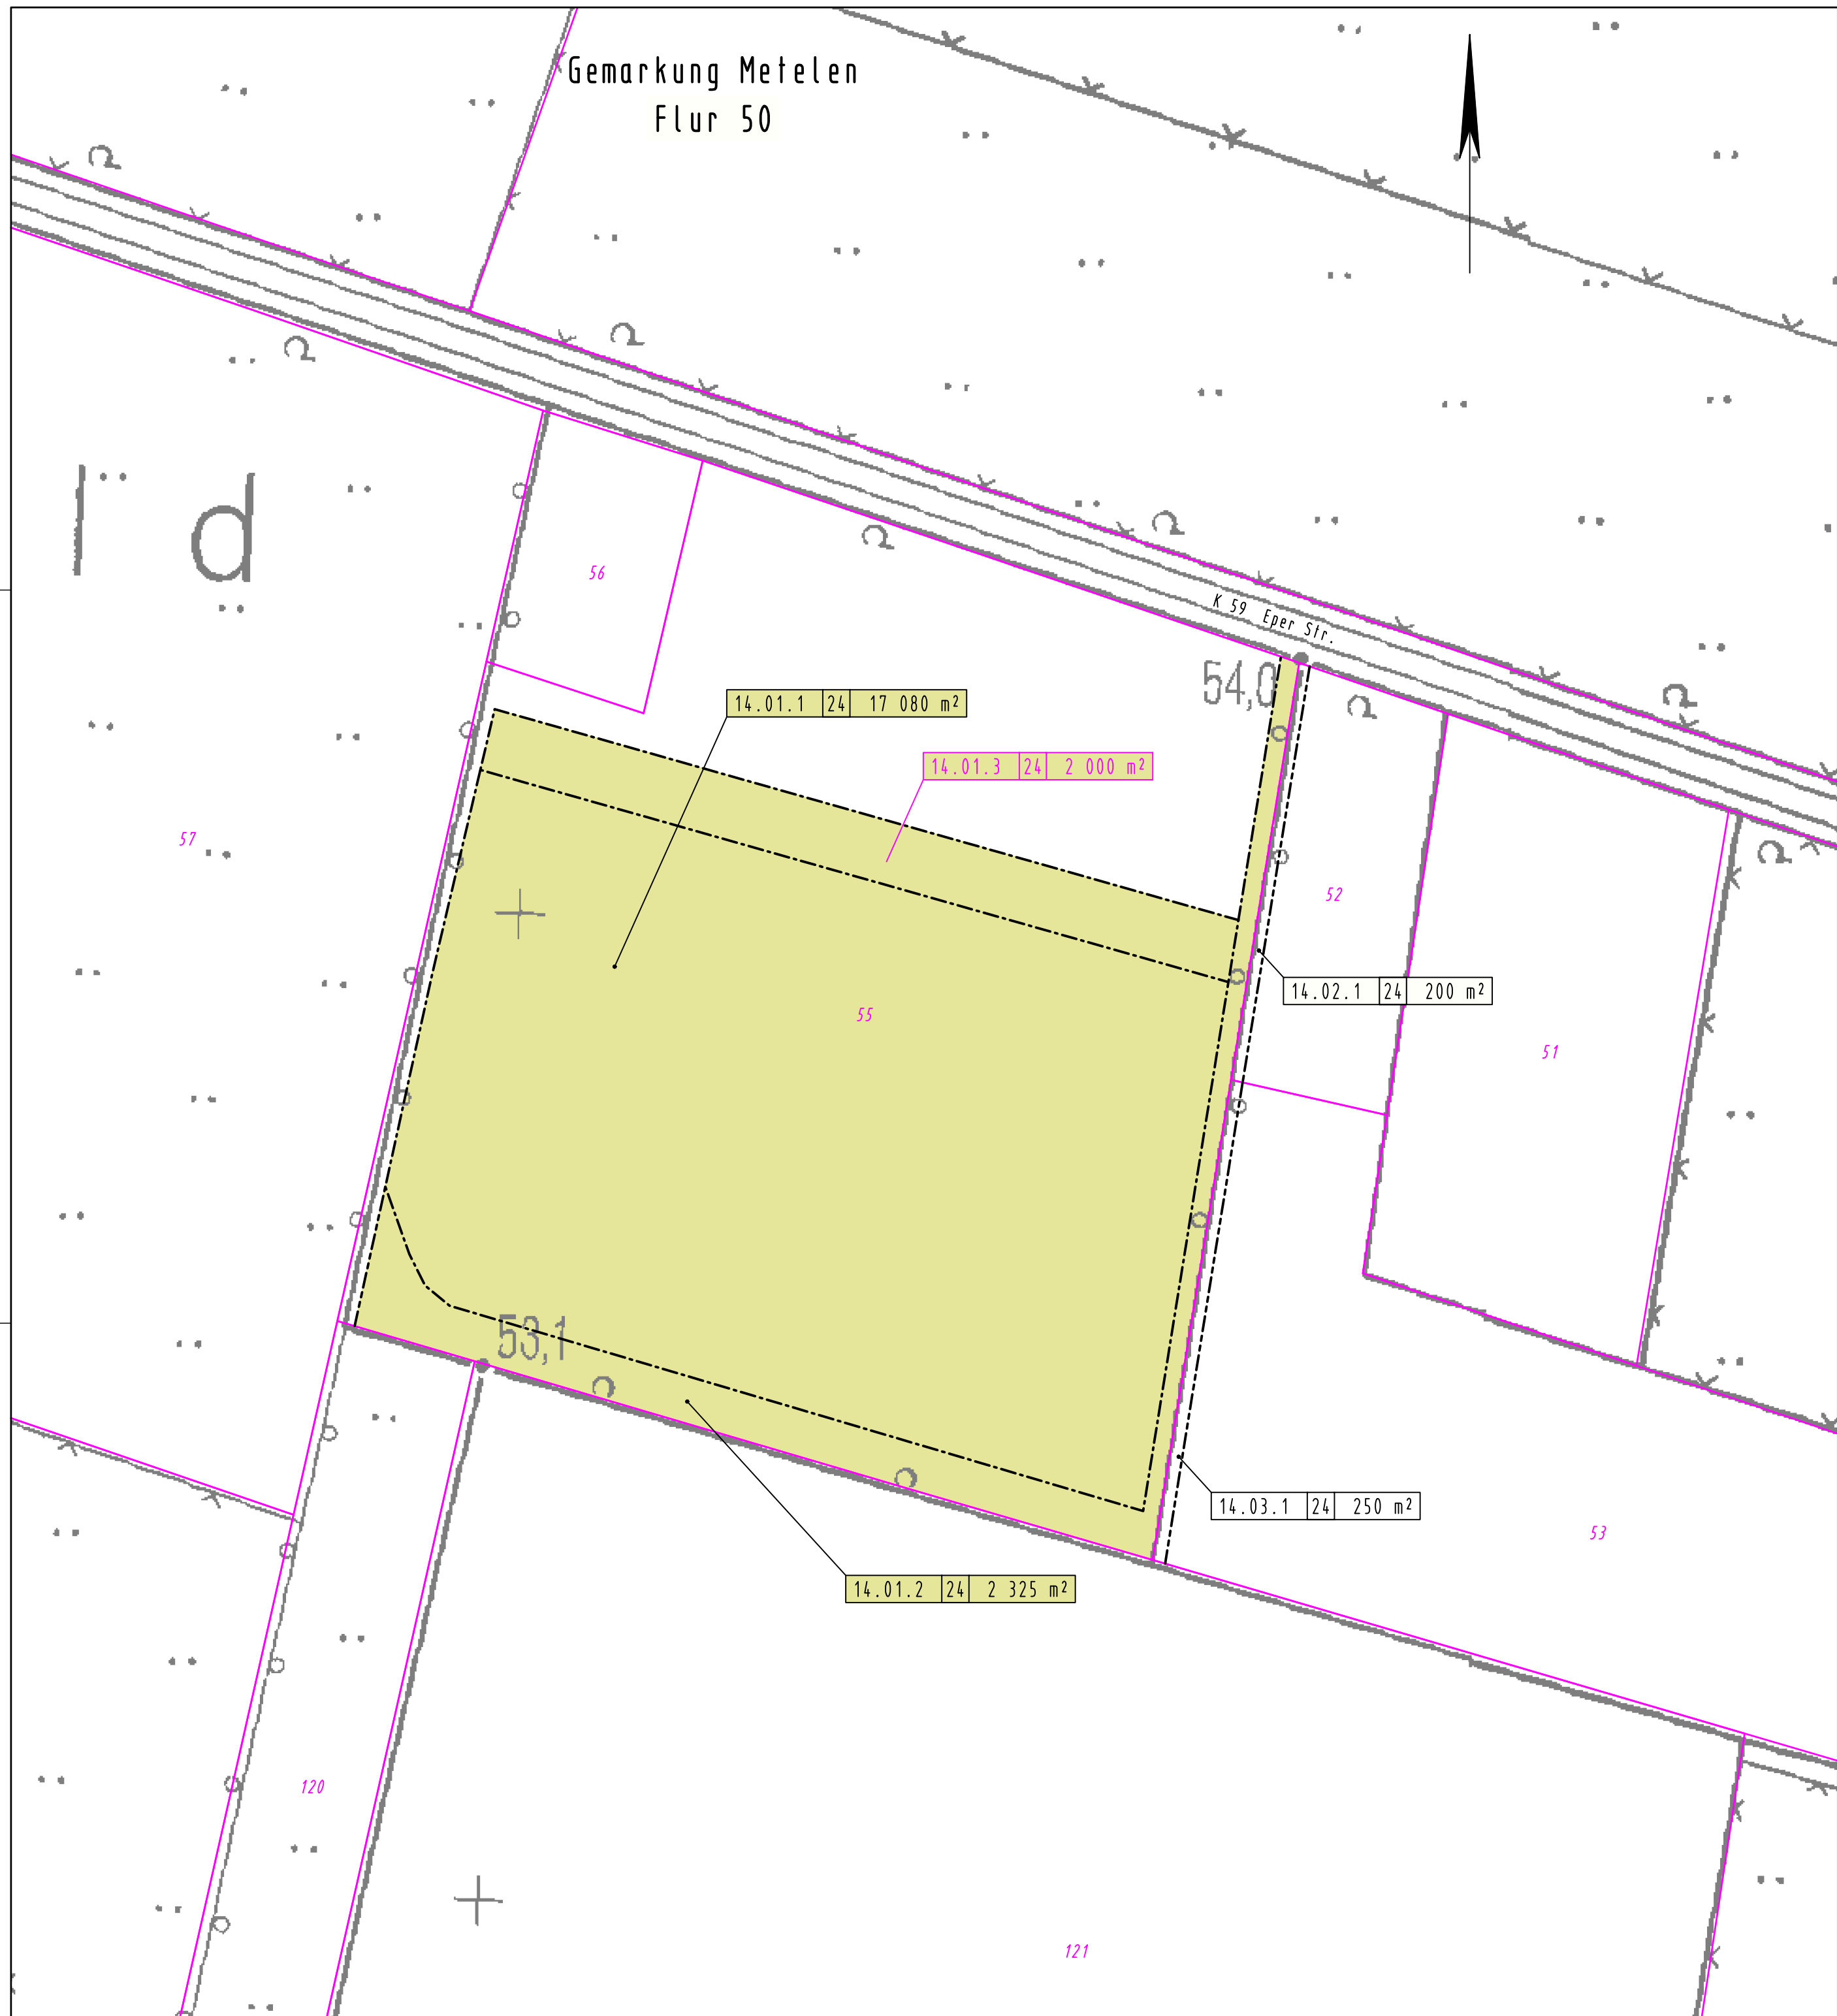 Gemarkung Metelen
Flur 50
l d
56
K 59 Eper Str.
54,0
14.01.1 24 17 080 m²
14.01.3 24 2 000 m²
57
52
14.02.1 24 200 m²
55
51
53,1
14.03.1 24 250 m²
53
14.01.2 24 2 325 m²
120
121